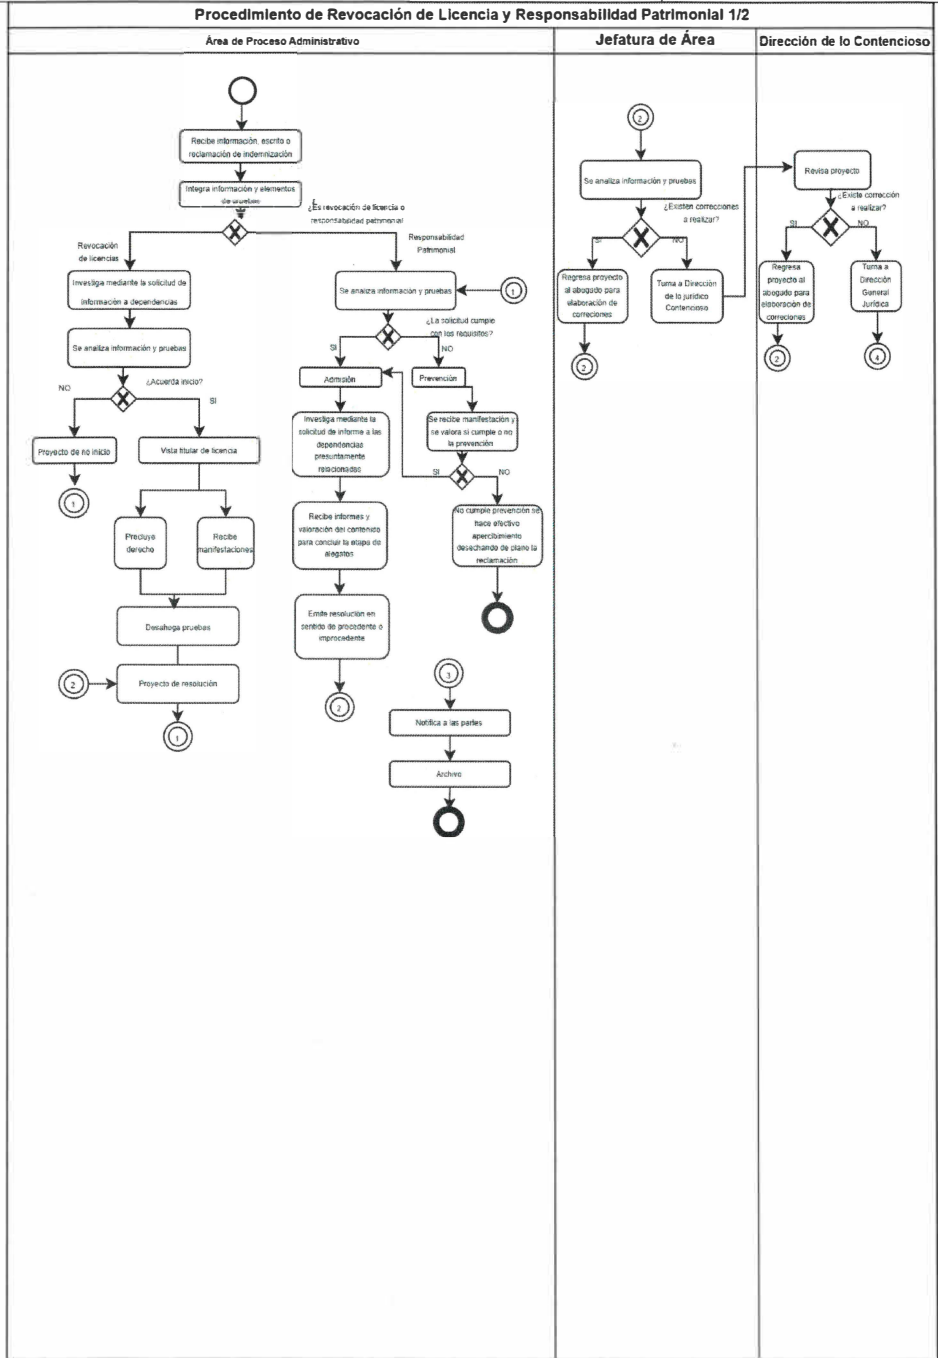 Procedimiento de Revocación de Licencia y Responsabilidad Patrimonial 1/2
Área de Proceso Administrativo
Jefatura de Área
Dirección de lo Contencioso
Recibe información, escrito o
reclamación de indemnización
Integra información y elementos
de pruebas
¿Es revocación de licencia o
responsabilidad patrimonial
Revocación
de licencias
Responsabilidad
Patrimonial
Investiga mediante la solicitud de
información a dependencias
Se analiza información y pruebas
¿Acuerda inicio?
NO
SI
Proyecto de no inicio
Vista titular de licencia
1
Precluye
derecho
Recibe
manifestaciones
Desahoga pruebas
2
Proyecto de resolución
1
Se analiza información y pruebas
1
¿La solicitud cumple
con los requisitos?
SI
NO
Admisión
Prevención
Investiga mediante la
solicitud de informe a las
dependencias
presuntamente
relacionadas
Se recibe manifestación y
se valora si cumple o no
la prevención
SI
NO
Recibe informes y
valoración del contenido
para concluir la etapa de
alegatos
No cumple prevención se
hace efectivo
apercibimiento
desechando de plano la
reclamación
Emite resolución en
sentido de procedente o
improcedente
2
3
Notifica a las partes
Archivo
2
Se analiza información y pruebas
¿Existen correcciones
a realizar?
SI
NO
Regresa proyecto
al abogado para
elaboración de
correciones
Turna a Dirección
de lo jurídico
Contencioso
2
Revisa proyecto
¿Existe corrección
a realizar?
SI
NO
Regresa
proyecto al
abogado para
elaboración de
correciones
Turna a
Dirección
General
Jurídica
2
4